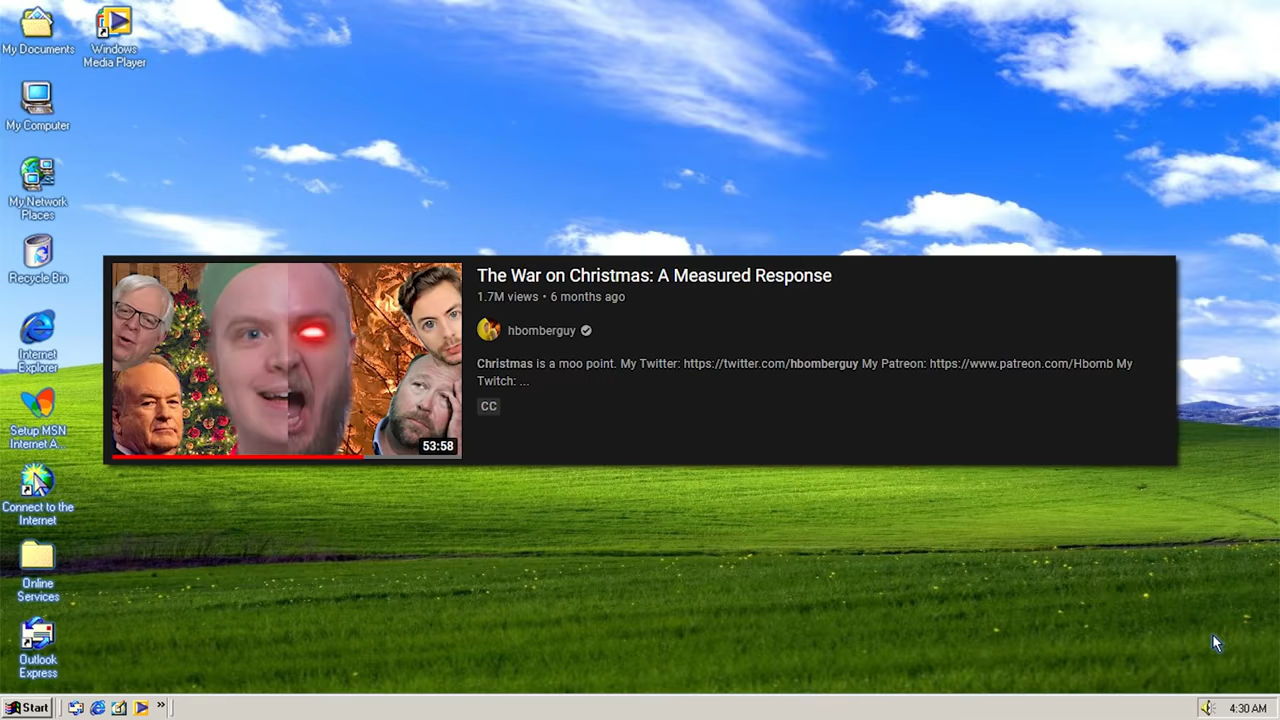 My Documents
Windows
Media Player
My Computer
My Network
Places
Recycle Bin
Internet
Explorer
Setup MSN
Internet A...
Connect to the
Internet
Online
Services
Outlook
Express
53:58
The War on Christmas: A Measured Response
1.7M views • 6 months ago
hbomberguy
Christmas is a moo point. My Twitter: https://twitter.com/hbomberguy My Patreon: https://www.patreon.com/Hbomb My
Twitch: ...
CC
Start
4:30 AM